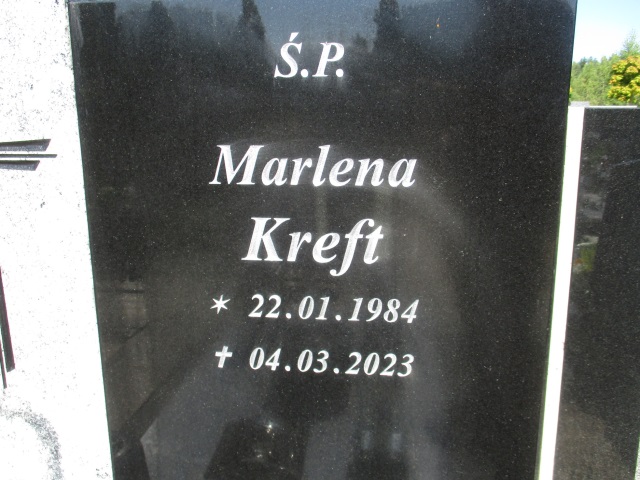 Ś.P.
Marlena
Kreft
* 22.01.1984
✝ 04.03.2023